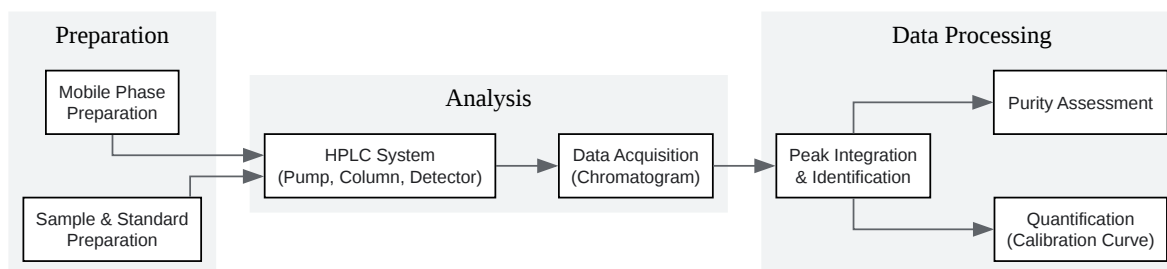 Preparation
Mobile Phase
Preparation
Sample & Standard
Preparation
Analysis
HPLC System
(Pump, Column, Detector)
Data Acquisition
(Chromatogram)
Data Processing
Peak Integration
& Identification
Purity Assessment
Quantification
(Calibration Curve)